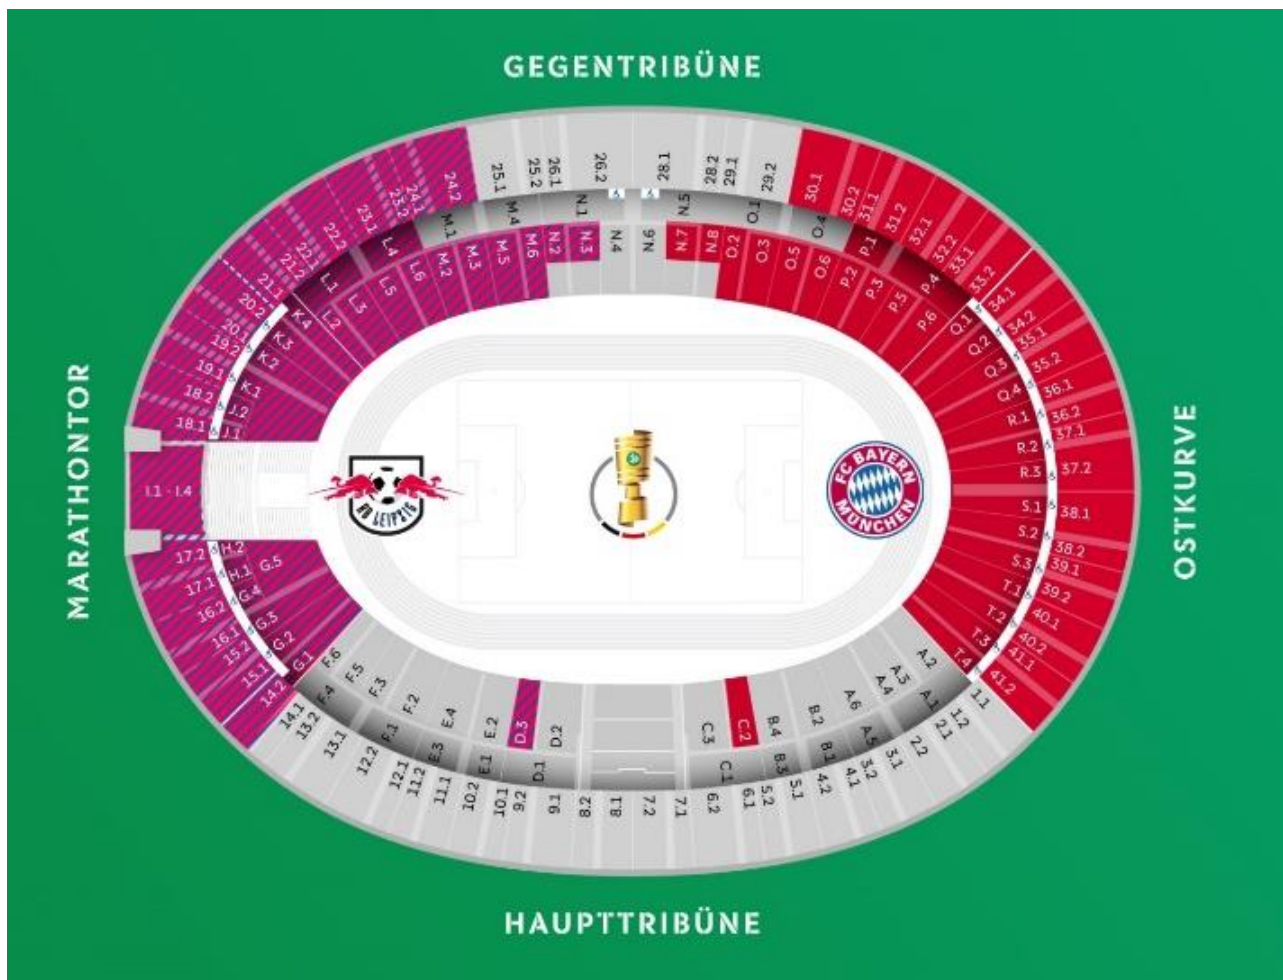 GEGENTRIBÜNE
MARATHONTOR
OSTKURVE
HAUPTTRIBÜNE
24.2
25.1
25.2
26.1
26.2
28.1
28.2
29.1
29.2
30.1
30.2
31.1
31.2
32.1
32.2
33.1
33.2
34.1
34.2
35.1
35.2
36.1
36.2
37.1
37.2
38.1
38.2
39.1
39.2
40.1
40.2
41.1
41.2
1.1
1.2
2.1
2.2
3.1
3.2
4.1
4.2
5.1
5.2
6.1
6.2
7.1
7.2
8.1
8.2
9.1
9.2
10.1
10.2
11.1
11.2
12.1
12.2
13.1
13.2
14.1
14.2
15.1
15.2
16.1
16.2
17.1
17.2
I.1 - I.4
18.1
18.2
19.1
19.2
20.1
20.2
21.1
21.2
22.1
22.2
23.1
23.2
24.1
L.1
L.4
M.1
M.4
N.1
N.5
O.1
O.4
P.1
P.4
L.2
L.3
L.5
L.6
M.2
M.3
M.5
M.6
N.2
N.3
N.4
N.6
N.7
N.8
O.2
O.3
O.5
O.6
P.2
P.3
P.5
P.6
Q.1
Q.2
Q.3
Q.4
R.1
R.2
R.3
S.1
S.2
S.3
T.1
T.2
T.3
T.4
A.2
A.3
A.4
A.6
A.1
A.5
B.2
B.4
B.1
B.3
C.2
C.3
C.1
D.2
D.3
D.1
E.2
E.4
E.1
E.3
F.2
F.3
F.5
F.6
F.1
F.4
G.1
G.2
G.3
G.4
G.5
H.1
H.2
J.1
J.2
K.1
K.2
K.3
K.4
RB LEIPZIG
FC BAYERN
MÜNCHEN